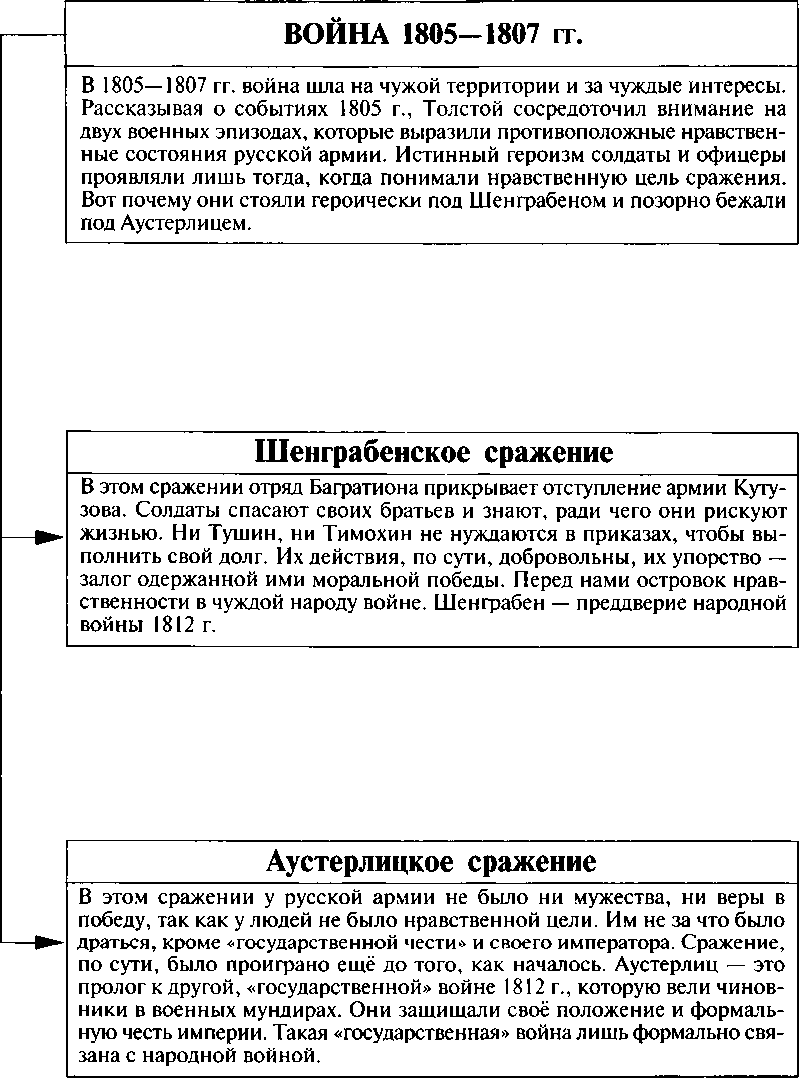 ВОЙНА 1805—1807 гг.
В 1805—1807 гг. война шла на чужой территории и за чуждые интересы.
Рассказывая о событиях 1805 г., Толстой сосредоточил внимание на
двух военных эпизодах, которые выразили противоположные нравствен-
ные состояния русской армии. Истинный героизм солдаты и офицеры
проявляли лишь тогда, когда понимали нравственную цель сражения.
Вот почему они стояли героически под Шенграбеном и позорно бежали
под Аустерлицем.
Шенграбенское сражение
В этом сражении отряд Багратиона прикрывает отступление армии Куту-
зова. Солдаты спасают своих братьев и знают, ради чего они рискуют
жизнью. Ни Тушин, ни Тимохин не нуждаются в приказах, чтобы вы-
полнить свой долг. Их действия, по сути, добровольны, их упорство —
залог одержанной ими моральной победы. Перед нами островок нрав-
ственности в чуждой народу войне. Шенграбен — преддверие народной
войны 1812 г.
Аустерлицкое сражение
В этом сражении у русской армии не было ни мужества, ни веры в
победу, так как у людей не было нравственной цели. Им не за что было
драться, кроме «государственной чести» и своего императора. Сражение,
по сути, было проиграно ещё до того, как началось. Аустерлиц — это
пролог к другой, «государственной» войне 1812 г., которую вели чинов-
ники в военных мундирах. Они защищали своё положение и формаль-
ную честь империи. Такая «государственная» война лишь формально свя-
зана с народной войной.